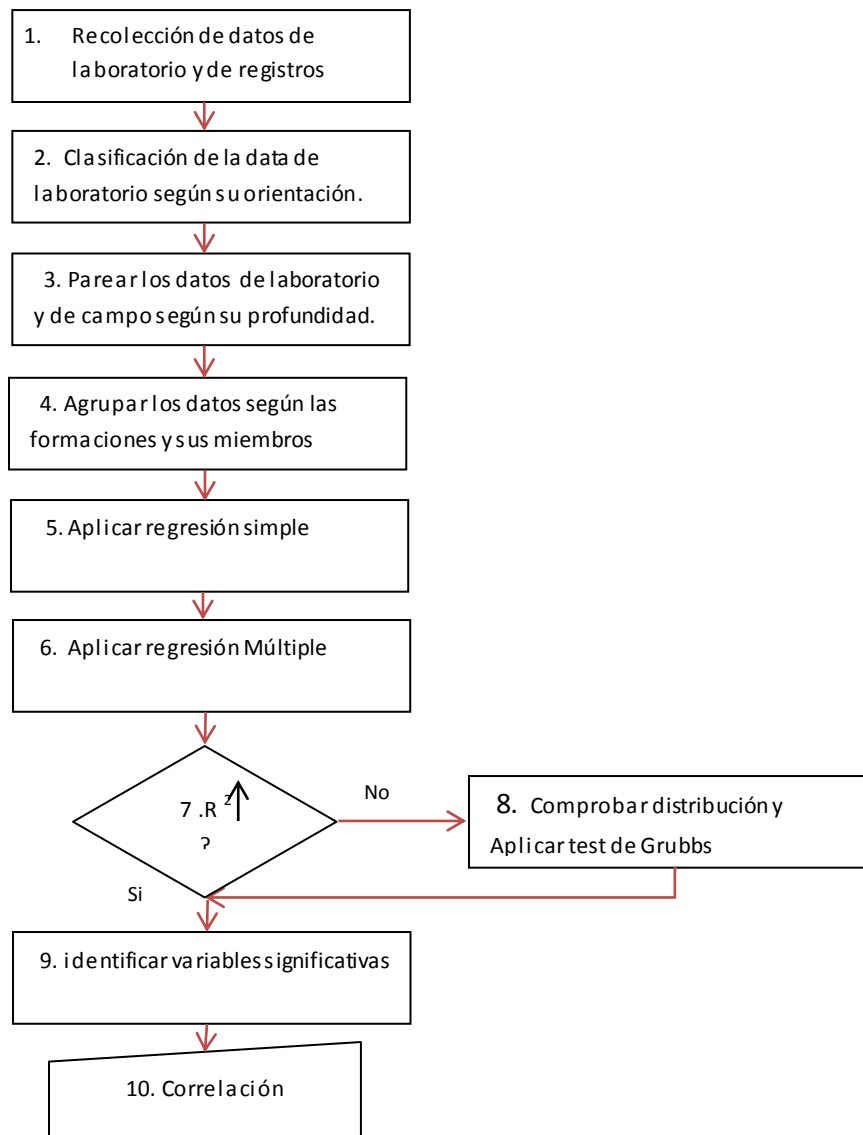 1. Recolección de datos de
laboratorio y de registros
2. Clasificación de la data de
laboratorio según su orientación.
3. Parear los datos de laboratorio
y de campo según su profundidad.
4. Agrupar los datos según las
formaciones y sus miembros
5. Aplicar regresión simple
6. Aplicar regresión Múltiple
7 .R 2
?
No
8. Comprobar distribución y
Aplicar test de Grubbs
Si
9. identificar variables significativas
10. Correlación